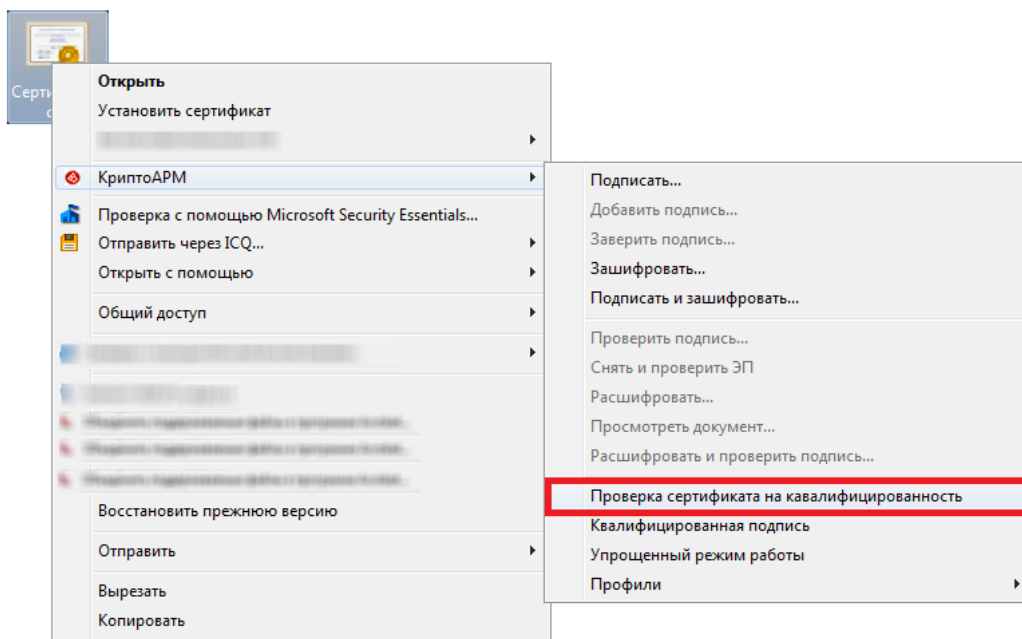 Открыть
Установить сертификат
КриптоАРМ
Проверка с помощью Microsoft Security Essentials...
Отправить через ICQ...
Открыть с помощью
Общий доступ
Восстановить прежнюю версию
Отправить
Вырезать
Копировать
Подписать...
Добавить подпись...
Заверить подпись...
Зашифровать...
Подписать и зашифровать...
Проверить подпись...
Снять и проверить ЭП
Расшифровать...
Просмотреть документ...
Расшифровать и проверить подпись...
Проверка сертификата на кавалифицированность
Квалифицированная подпись
Упрощенный режим работы
Профили